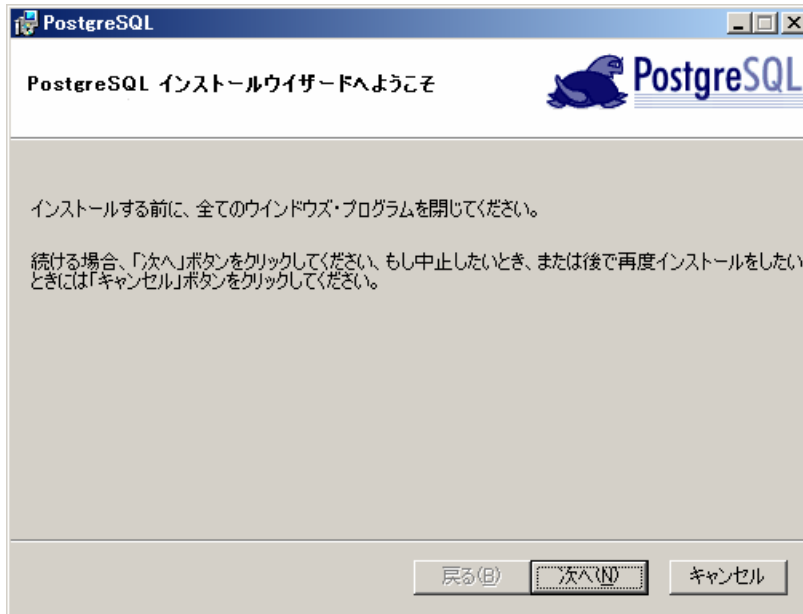 PostgreSQL
PostgreSQL インストールウイザードへようこそ
PostgreSQL
インストールする前に、全てのウインドウズ・プログラムを閉じてください。
続ける場合、「次へ」ボタンをクリックしてください、もし中止したいとき、または後で再度インストールをしたい
ときには「キャンセル」ボタンをクリックしてください。
戻る(B)
次へ(N)
キャンセル